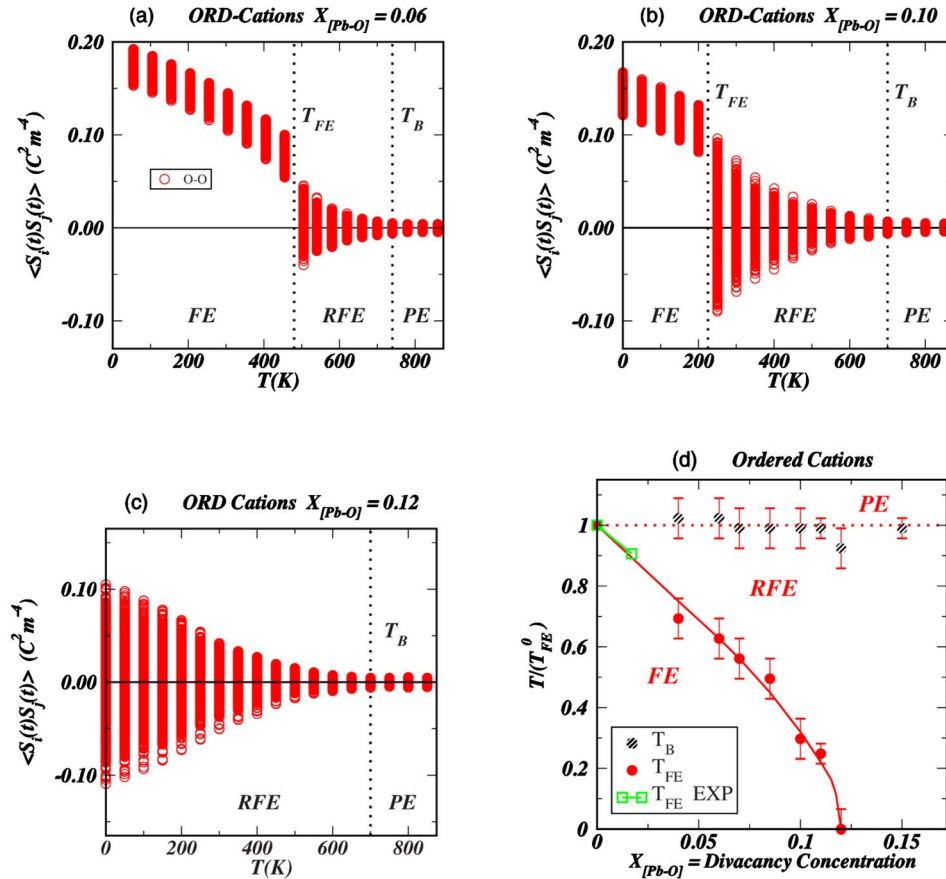 (a) ORD-Cations X[Pb-O] = 0.06
<Si(t)Sj(t)> (C² m⁻⁴)
0.20
0.10
0.00
-0.10
TFE
TB
O-O
FE
RFE
PE
0 200 400 600 800
T(K)
(b) ORD-Cations X[Pb-O] = 0.10
<Si(t)Sj(t)> (C² m⁻⁴)
0.20
0.10
0.00
-0.10
TFE
TB
FE
RFE
PE
0 200 400 600 800
T(K)
(c) ORD Cations X[Pb-O] = 0.12
<Si(t)Sj(t)> (C² m⁻⁴)
0.10
0.00
-0.10
TB
RFE
PE
0 200 400 600 800
T(K)
(d) Ordered Cations
T/(T⁰FE)
1
0.8
0.6
0.4
0.2
0
PE
RFE
FE
TB
TFE
TFE EXP
0 0.05 0.1 0.15
X[Pb-O] = Divacancy Concentration